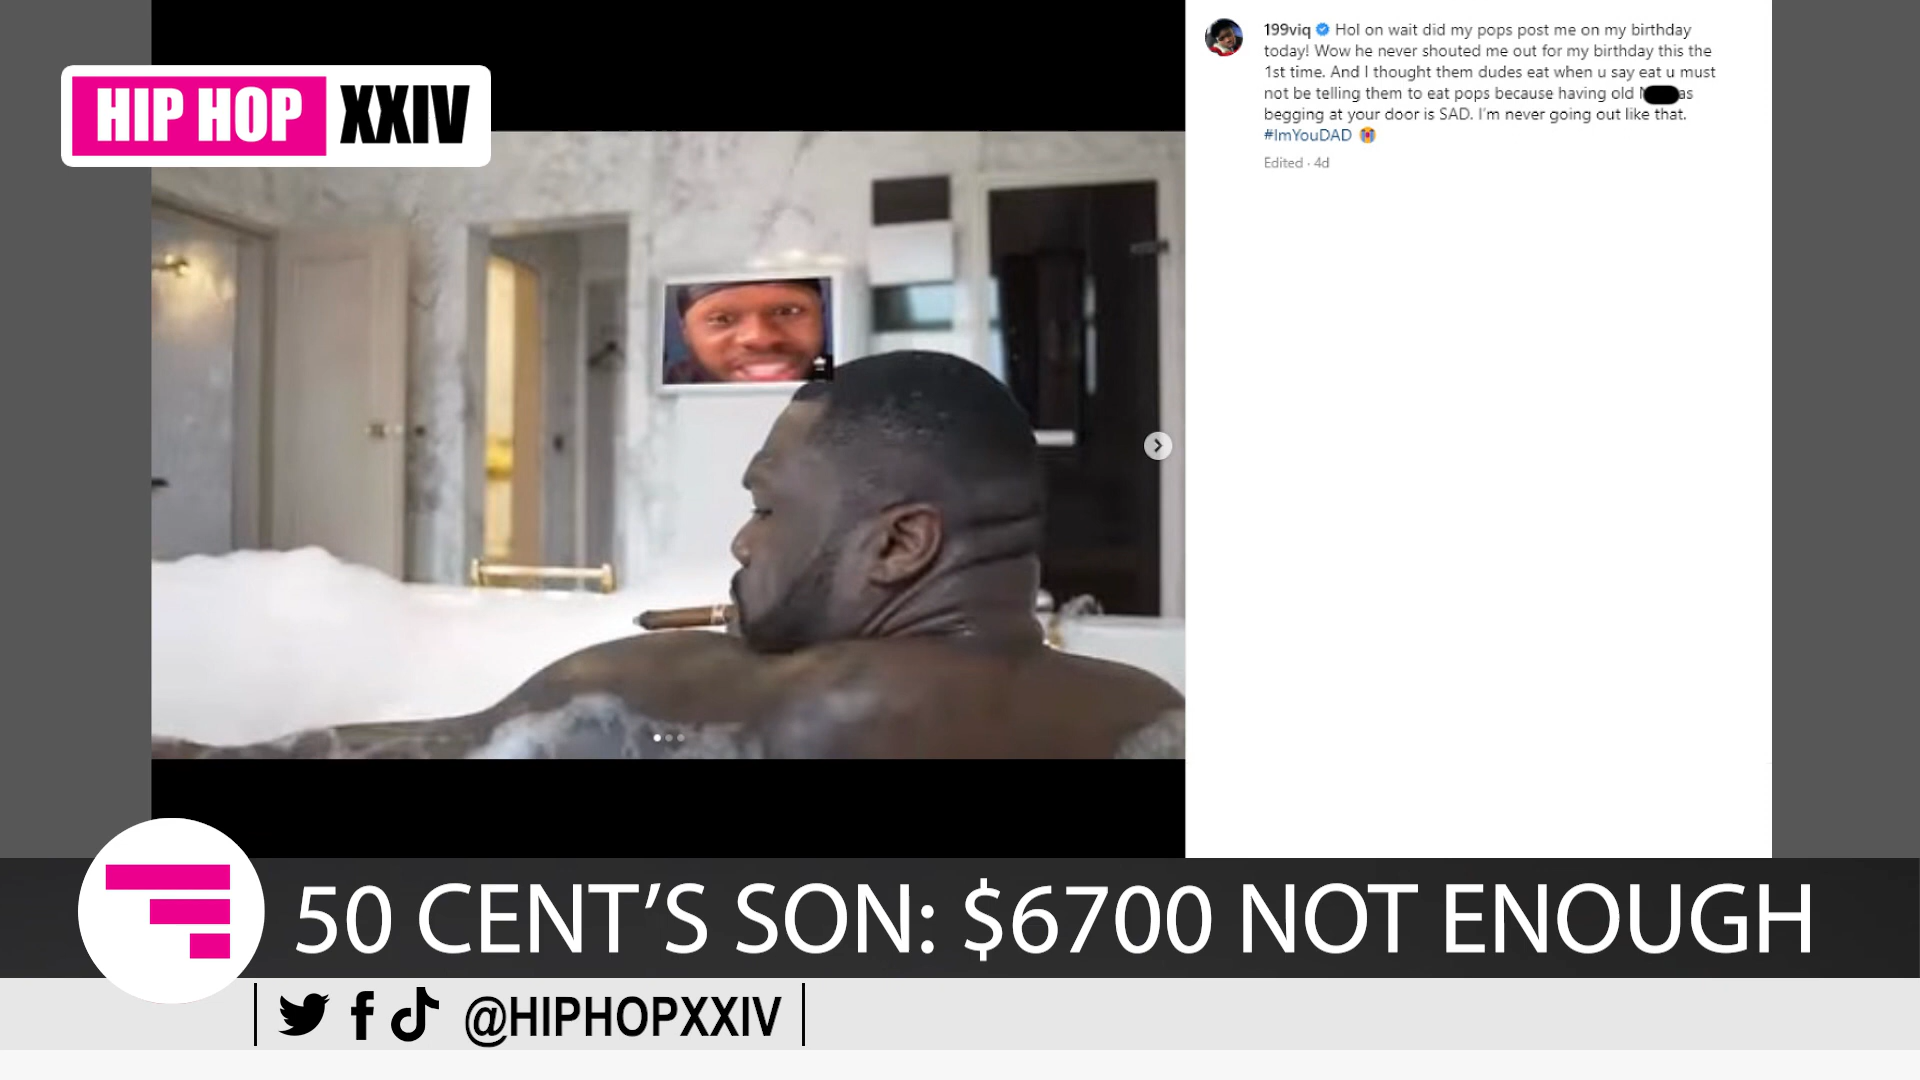 HIP HOP XXIV
199viq Hol on wait did my pops post me on my birthday
today! Wow he never shouted me out for my birthday this the
1st time. And I thought them dudes eat when u say eat u must
not be telling them to eat pops because having old N as
begging at your door is SAD. I'm never going out like that.
#ImYouDAD
Edited · 4d
50 CENT'S SON: $6700 NOT ENOUGH
@HIPHOPXXIV